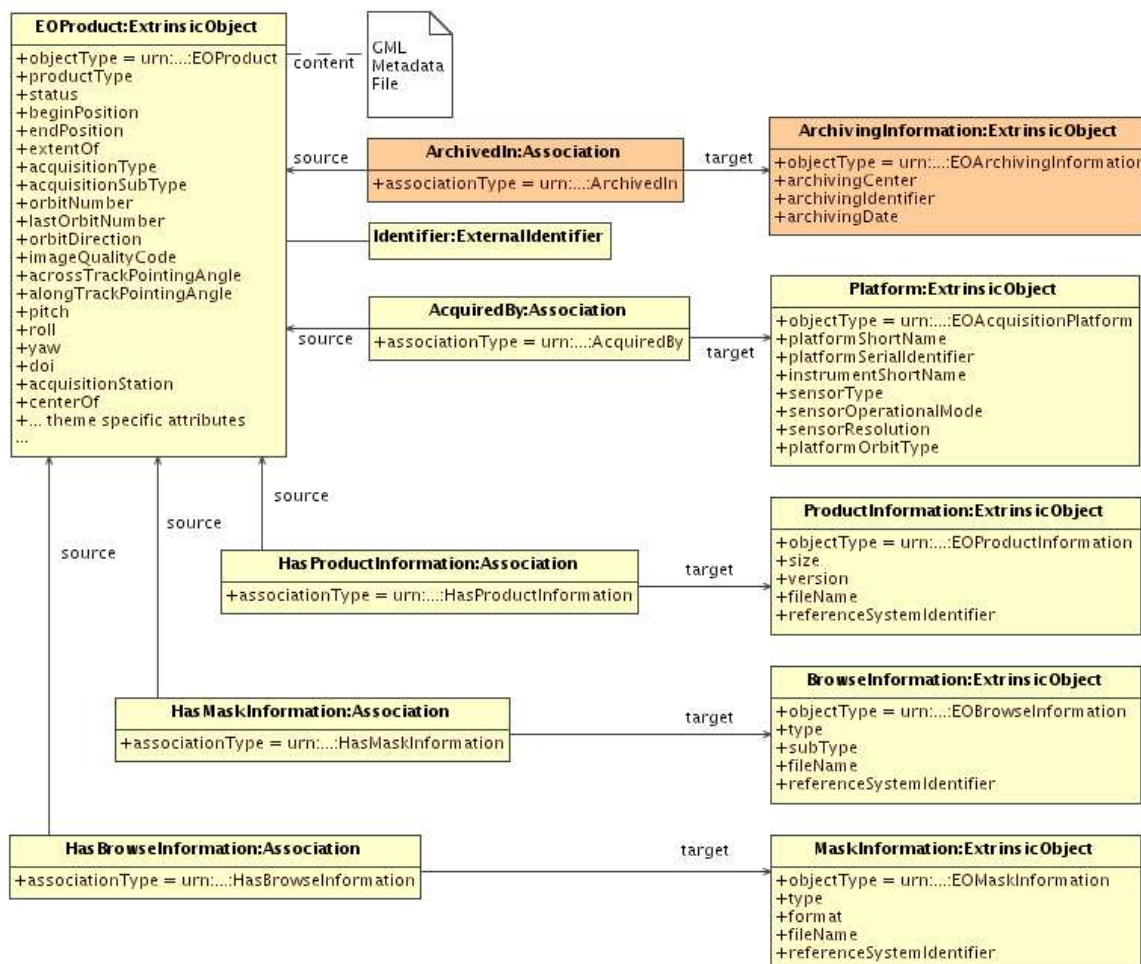 EOProduct:ExtrinsicObject
+objectType = urn:...:EOProduct
+productType
+status
+beginPosition
+endPosition
+extentOf
+acquisitionType
+acquisitionSubType
+orbitNumber
+lastOrbitNumber
+orbitDirection
+imageQualityCode
+acrossTrackPointingAngle
+alongTrackPointingAngle
+pitch
+roll
+yaw
+doi
+acquisitionStation
+centerOf
+... theme specific attributes
...
content
GML
Metadata
File
source
ArchivedIn:Association
+associationType = urn:...:ArchivedIn
target
ArchivingInformation:ExtrinsicObject
+objectType = urn:...:EOArchivingInformation
+archivingCenter
+archivingIdentifier
+archivingDate
Identifier:ExternalIdentifier
source
AcquiredBy:Association
+associationType = urn:...:AcquiredBy
target
Platform:ExtrinsicObject
+objectType = urn:...:EOAcquisitionPlatform
+platformShortName
+platformSerialIdentifier
+instrumentShortName
+sensorType
+sensorOperationalMode
+sensorResolution
+platformOrbitType
source
HasProductInformation:Association
+associationType = urn:...:HasProductInformation
target
ProductInformation:ExtrinsicObject
+objectType = urn:...:EOProductInformation
+size
+version
+fileName
+referenceSystemIdentifier
source
HasMaskInformation:Association
+associationType = urn:...:HasMaskInformation
target
BrowseInformation:ExtrinsicObject
+objectType = urn:...:EOBrowseInformation
+type
+subType
+fileName
+referenceSystemIdentifier
source
HasBrowseInformation:Association
+associationType = urn:...:HasBrowseInformation
target
MaskInformation:ExtrinsicObject
+objectType = urn:...:EOMaskInformation
+type
+format
+fileName
+referenceSystemIdentifier